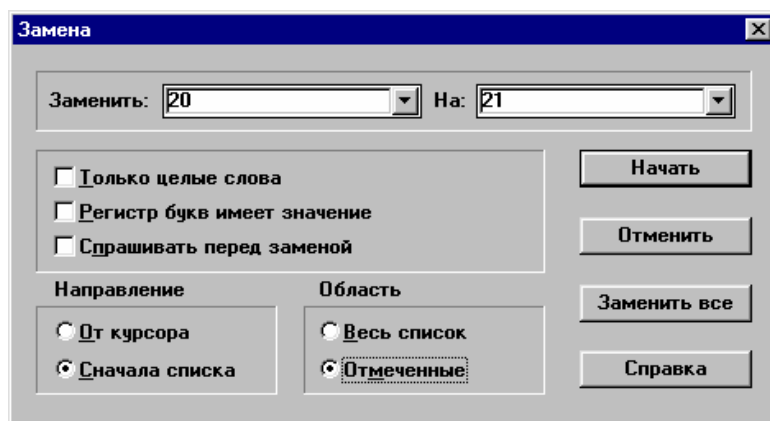 Замена
Заменить: 20 На: 21
Только целые слова
Регистр букв имеет значение
Спрашивать перед заменой
Начать
Отменить
Заменить все
Справка
Направление
От курсора
Сначала списка
Область
Весь список
Отмеченные